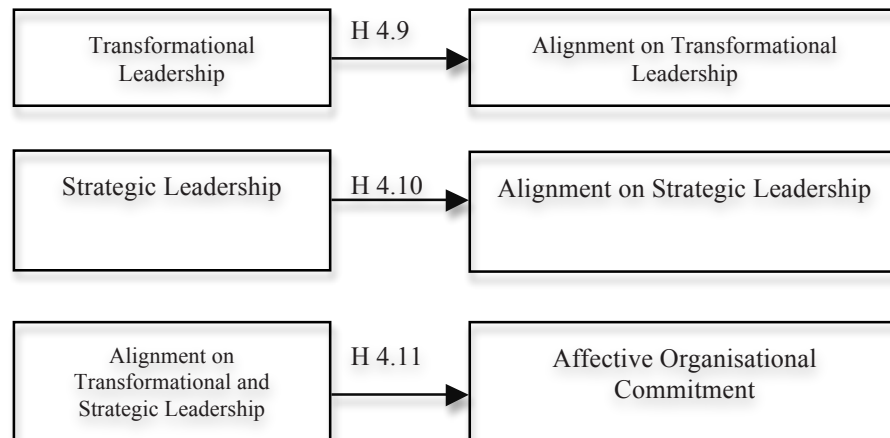 Transformational
Leadership
H 4.9
Alignment on Transformational
Leadership
Strategic Leadership
H 4.10
Alignment on Strategic Leadership
Alignment on
Transformational and
Strategic Leadership
H 4.11
Affective Organisational
Commitment